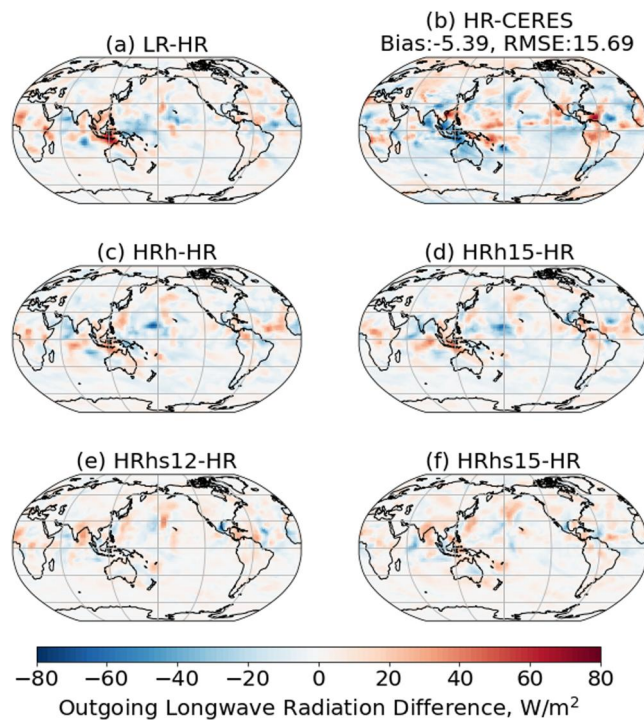 (a) LR-HR
(b) HR-CERES
Bias:-5.39, RMSE:15.69
(c) HRh-HR
(d) HRh15-HR
(e) HRhs12-HR
(f) HRhs15-HR
−80 −60 −40 −20 0 20 40 60 80
Outgoing Longwave Radiation Difference, W/m²